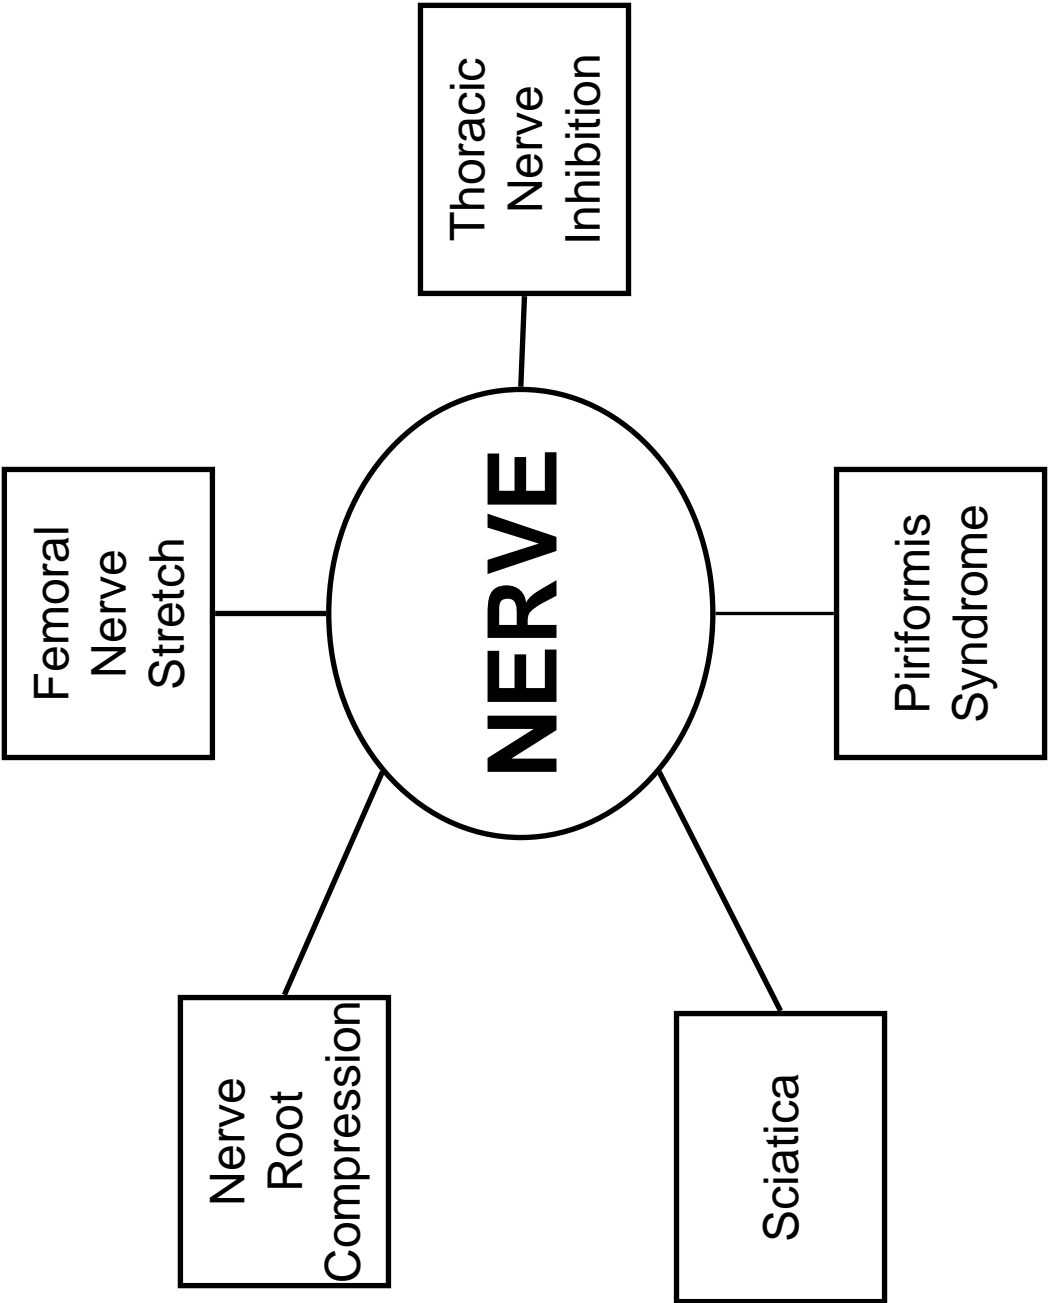 Femoral
Nerve
Stretch
Nerve
Root
Compression
NERVE
Thoracic
Nerve
Inhibition
Sciatica
Piriformis
Syndrome